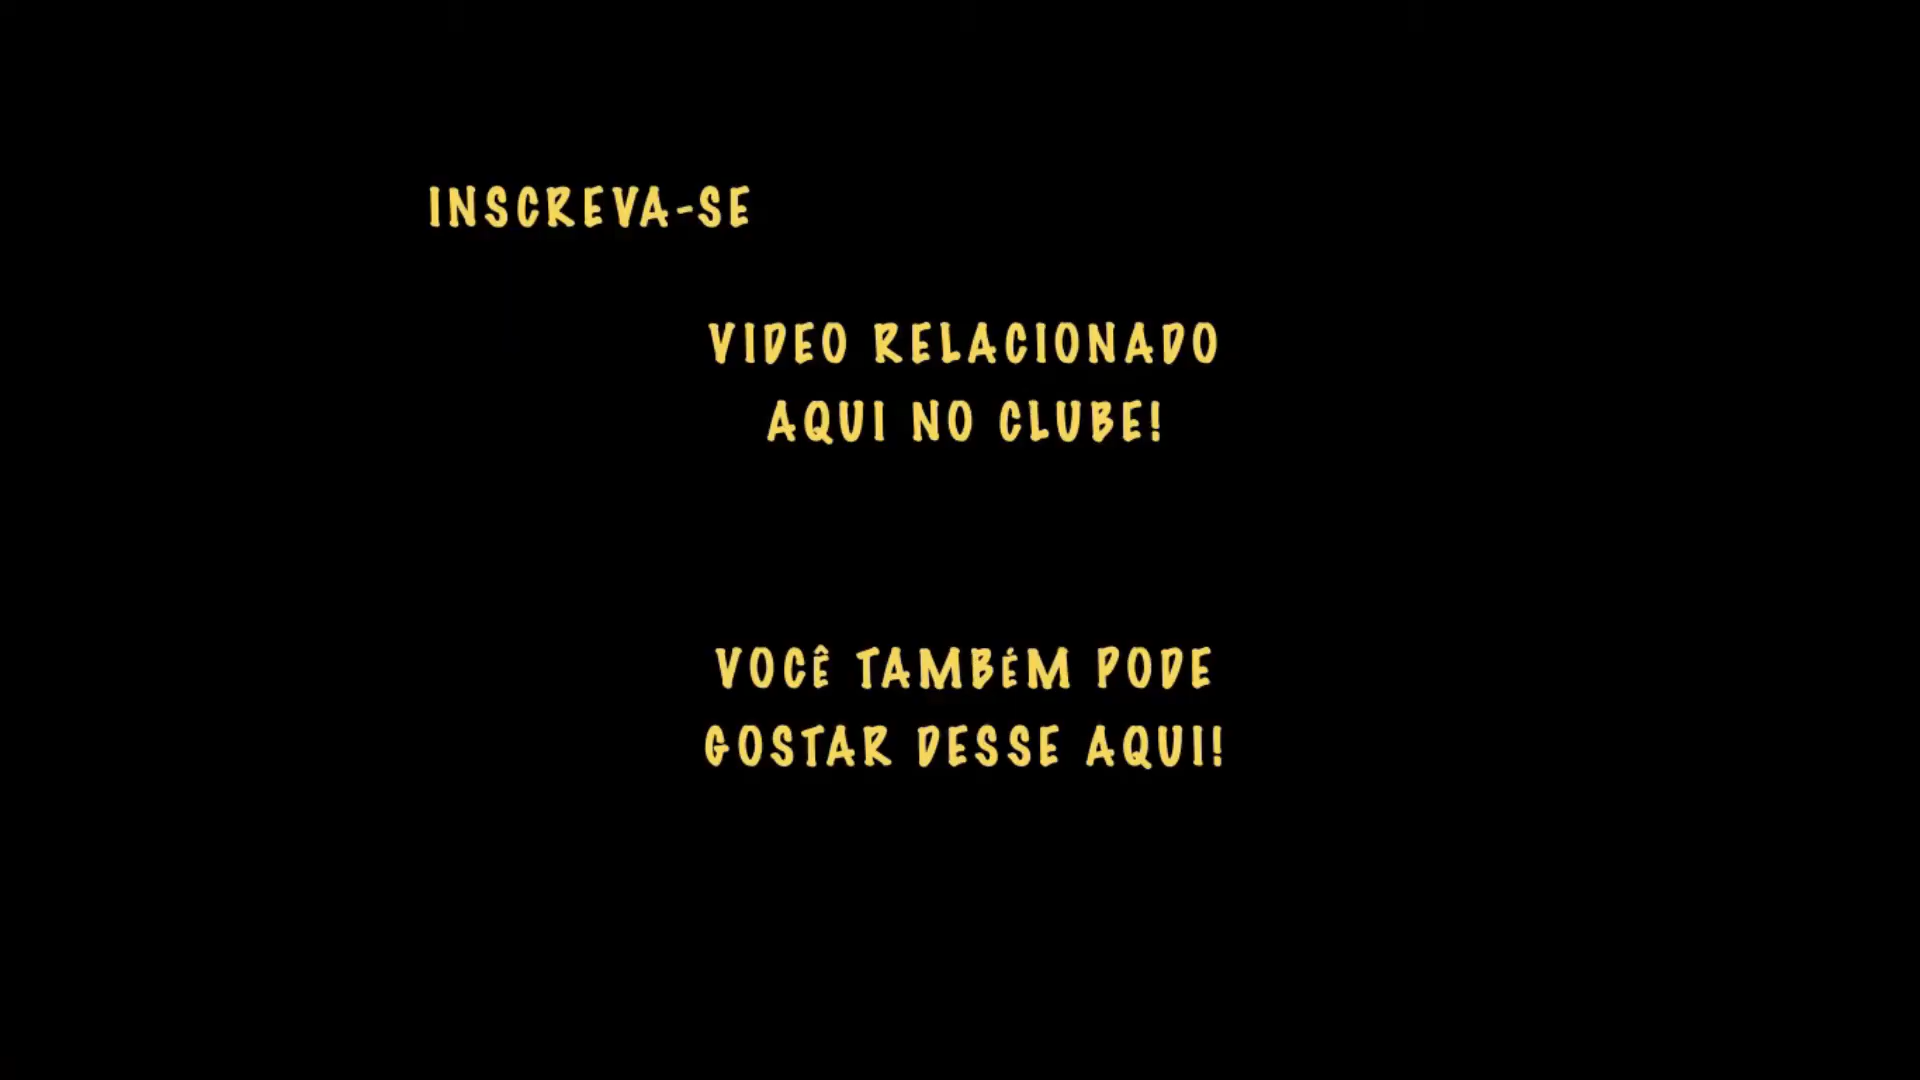 INSCREVA-SE
VIDEO RELACIONADO
AQUI NO CLUBE!
VOCÊ TAMBÉM PODE
GOSTAR DESSE AQUI!